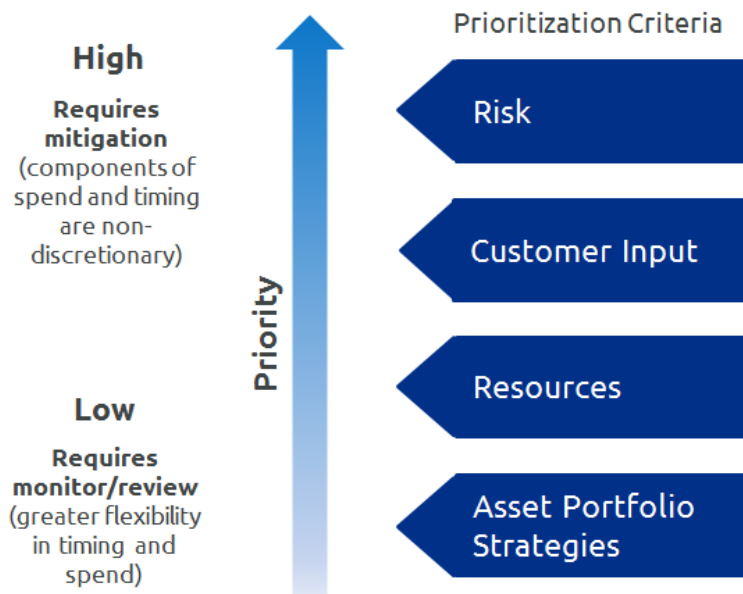 Prioritization Criteria
High
Requires
mitigation
(components of
spend and timing
are non-
discretionary)
Low
Requires
monitor/review
(greater flexibility
in timing and
spend)
Priority
Risk
Customer Input
Resources
Asset Portfolio
Strategies